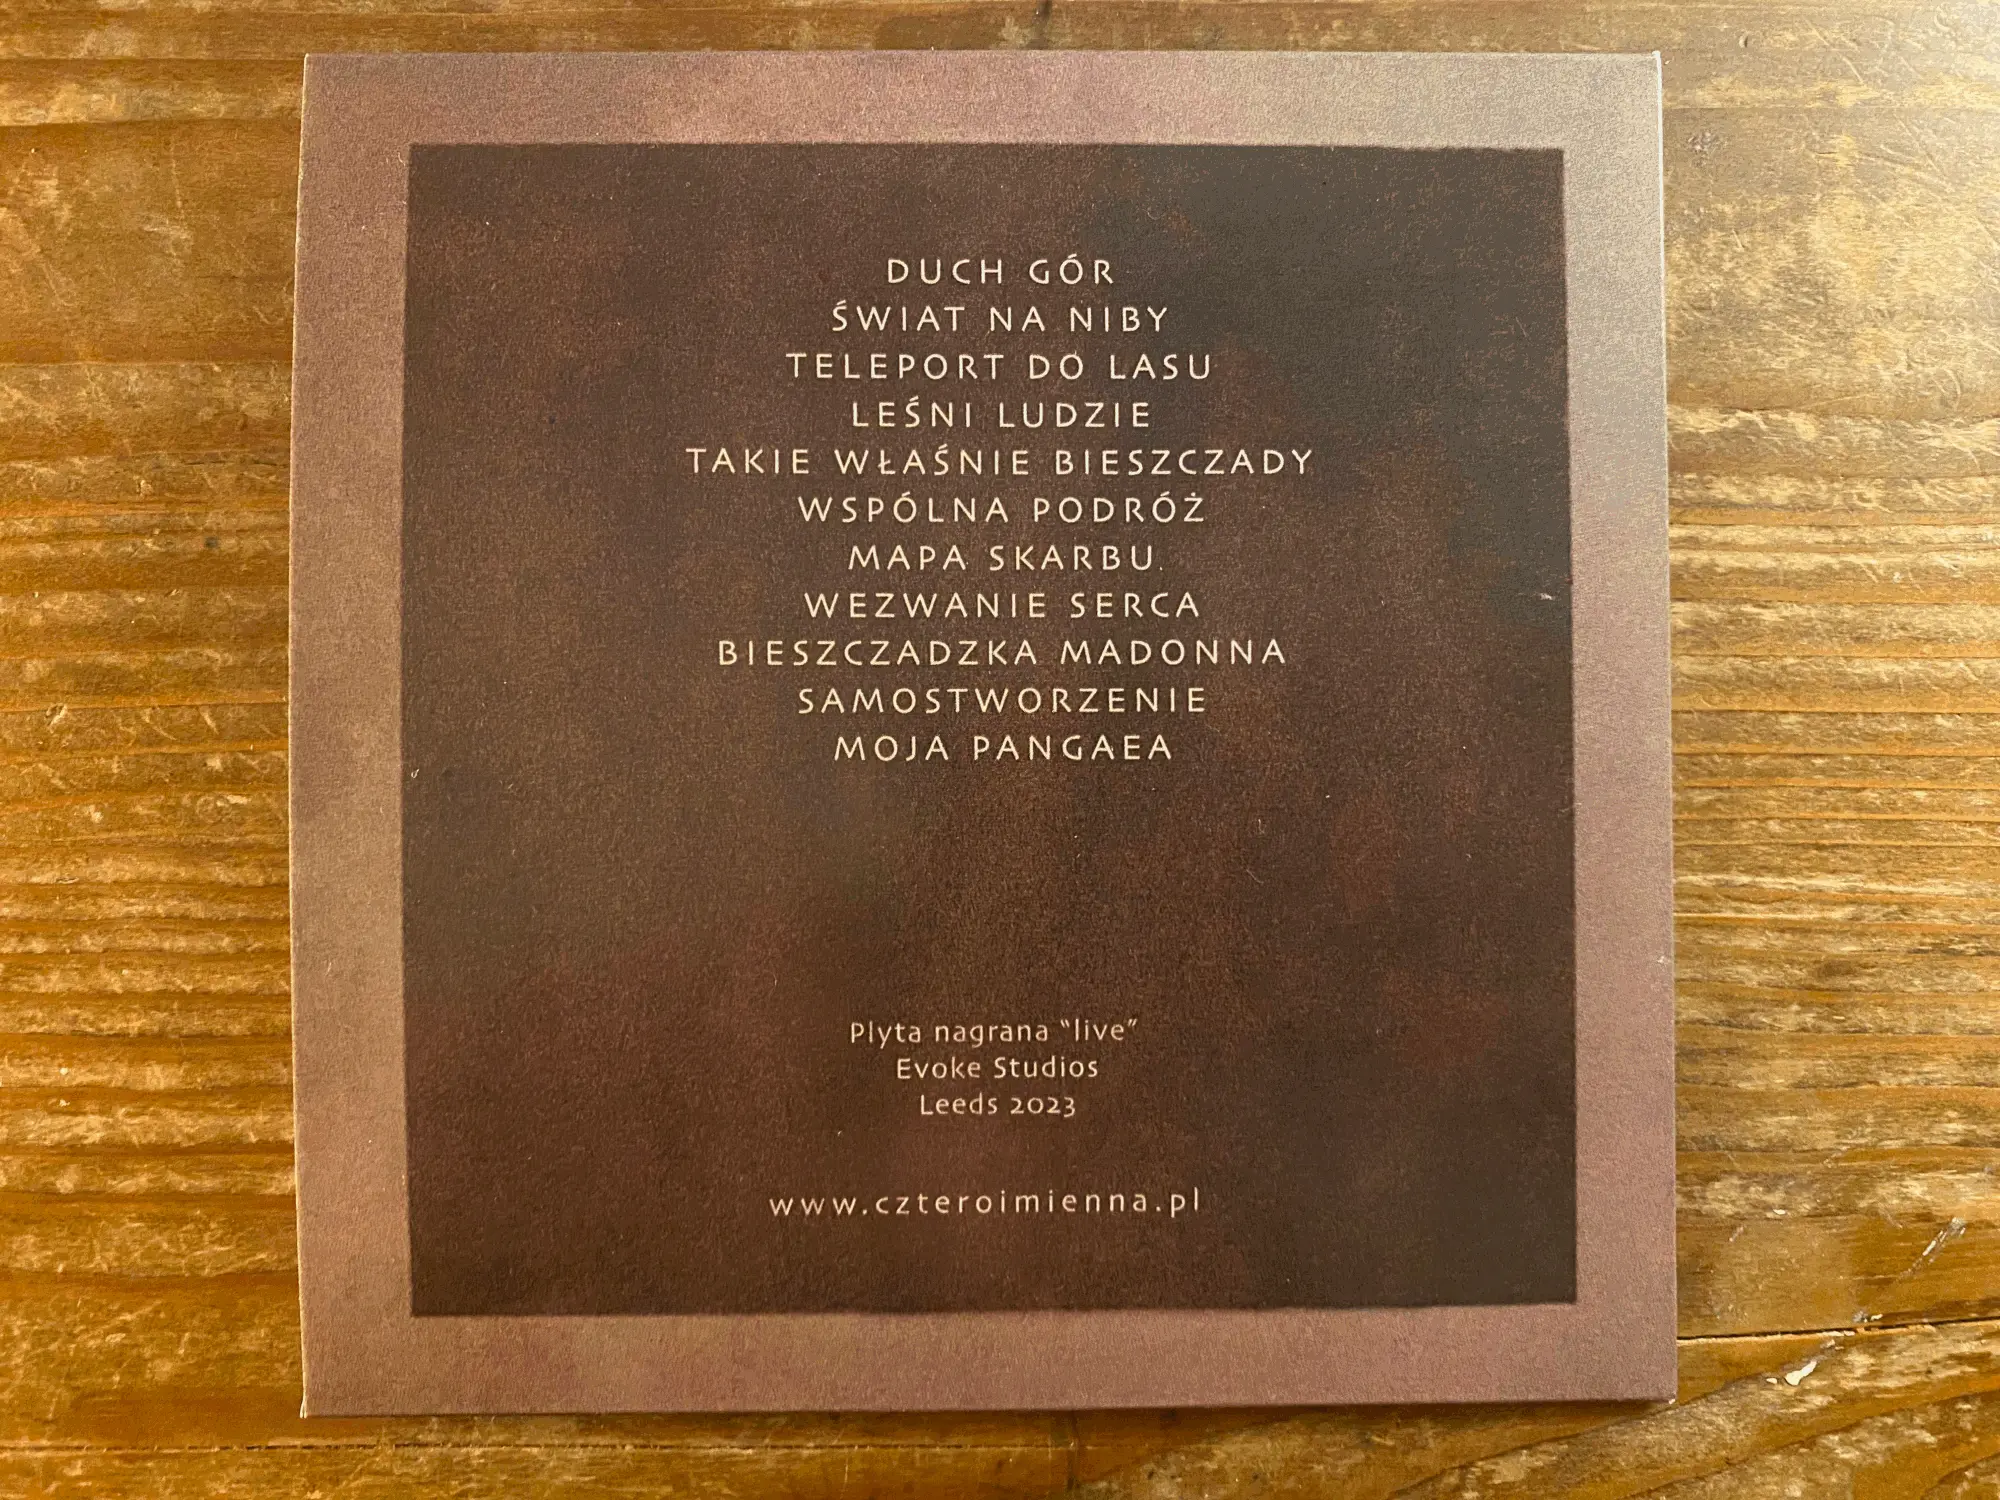 DUCH GÓR
ŚWIAT NA NIBY
TELEPORT DO LASU
LEŚNI LUDZIE
TAKIE WŁAŚNIE BIESZCZADY
WSPÓLNA PODRÓŻ
MAPA SKARBU.
WEZWANIE SERCA
BIESZCZADZKA MADONNA
SAMOSTWORZENIE
MOJA PANGAEA
Plyta nagrana “live”
Evoke Studios
Leeds 2023
www.czteroimienna.pl